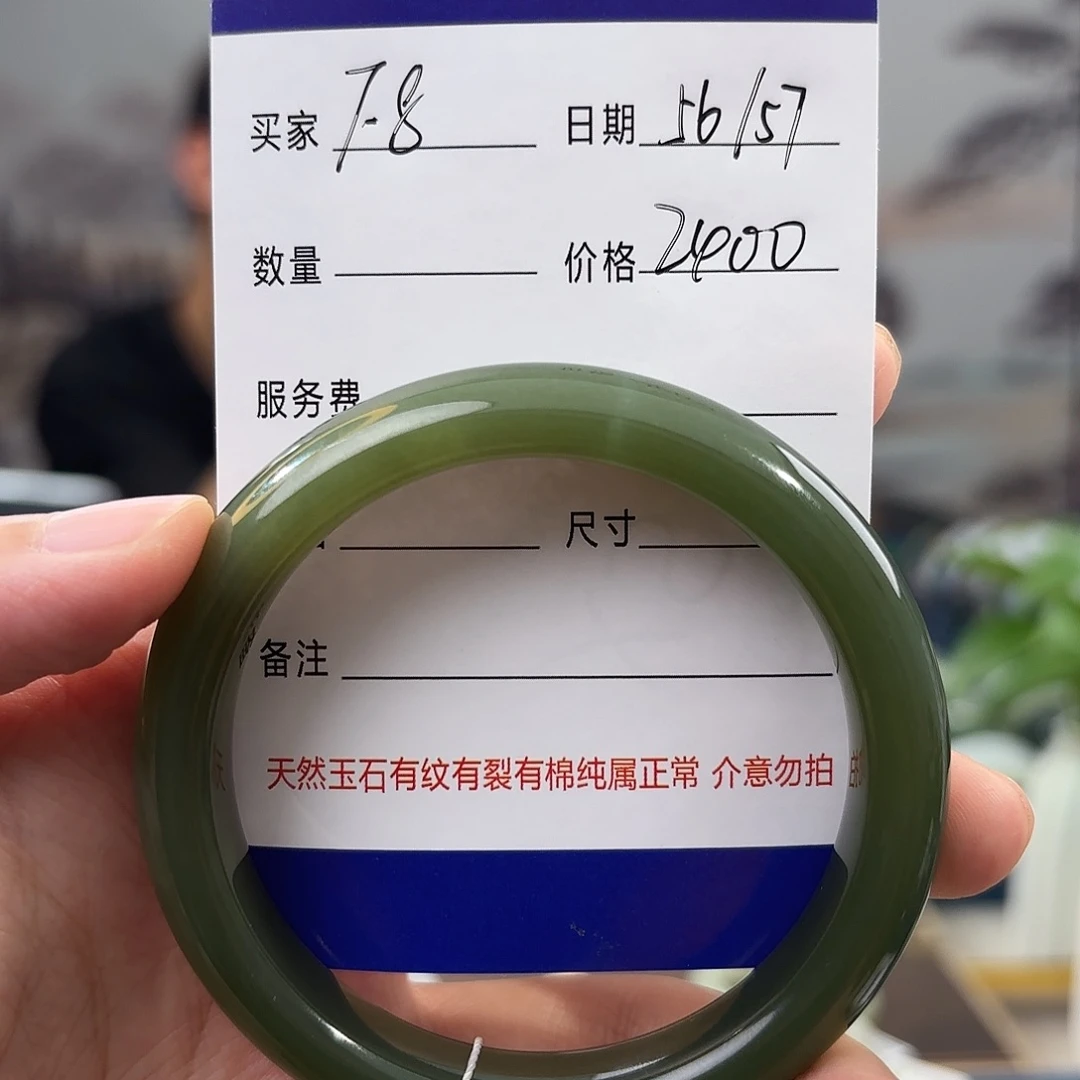 买家 T-8 日期 56/57
数量 价格 2400
服务费
尺寸
备注
天然玉石有纹有裂有棉纯属正常 介意勿拍